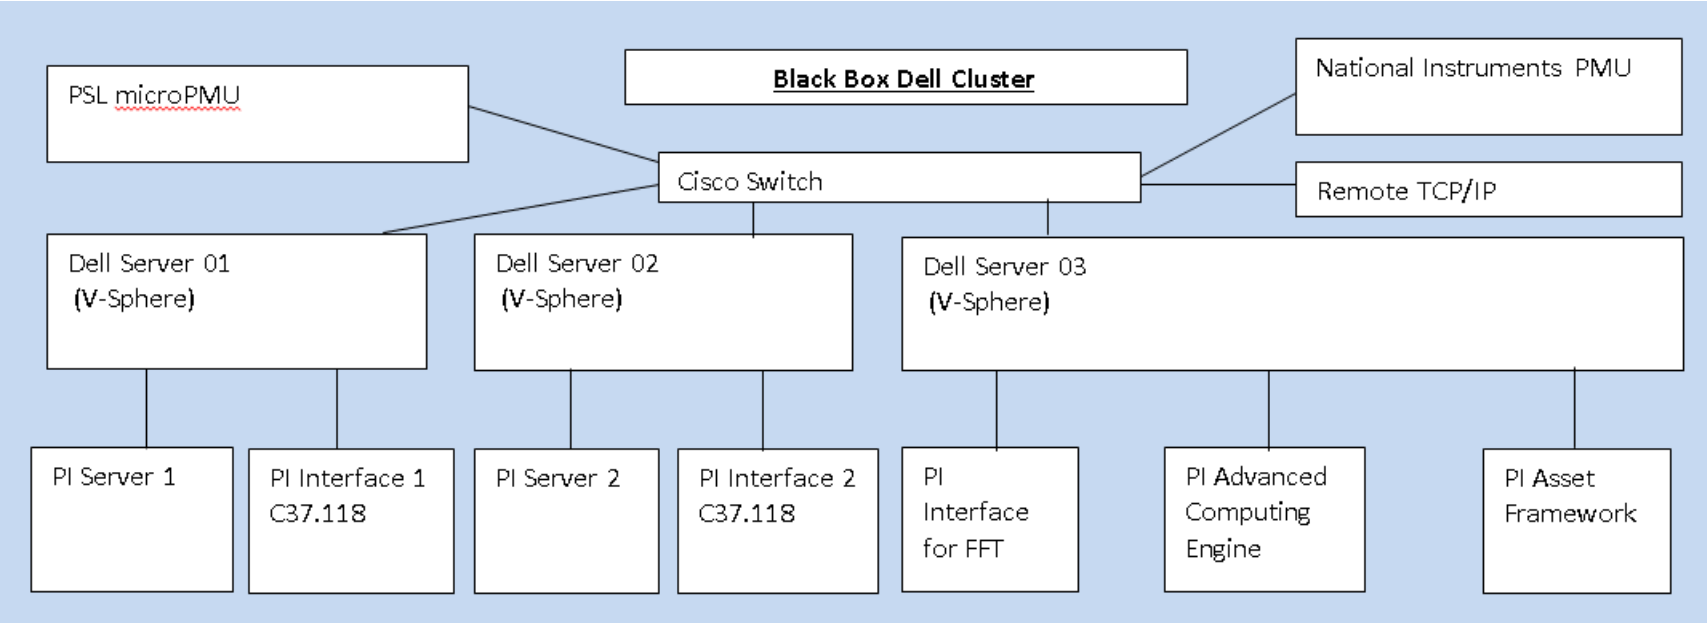 Black Box Dell Cluster
PSL microPMU
National Instruments PMU
Cisco Switch
Remote TCP/IP
Dell Server 01
(V-Sphere)
Dell Server 02
(V-Sphere)
Dell Server 03
(V-Sphere)
PI Server 1
PI Interface 1
C37.118
PI Server 2
PI Interface 2
C37.118
PI
Interface
for FFT
PI Advanced
Computing
Engine
PI Asset
Framework